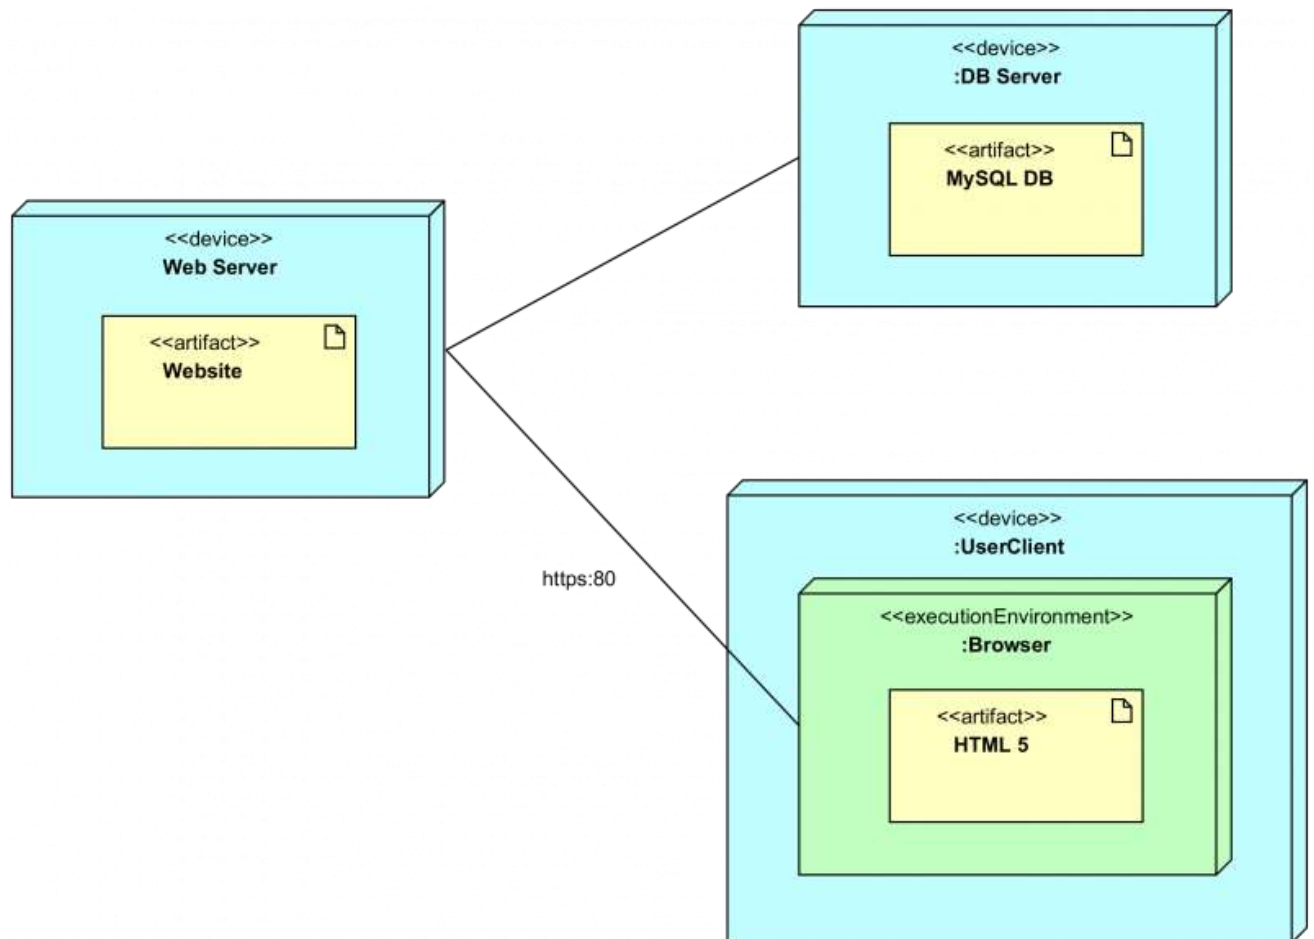 <<device>>
:DB Server
<<artifact>>
MySQL DB
<<device>>
Web Server
<<artifact>>
Website
https:80
<<device>>
:UserClient
<<executionEnvironment>>
:Browser
<<artifact>>
HTML 5